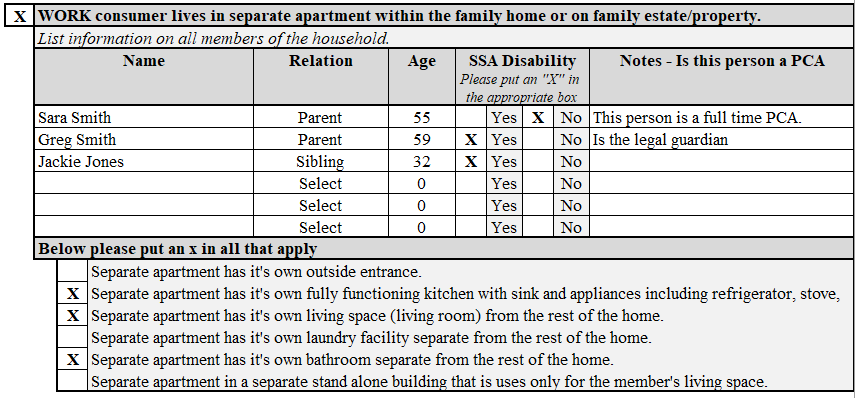 X WORK consumer lives in separate apartment within the family home or on family estate/property.
List information on all members of the household.
Name Relation Age SSA Disability Notes - Is this person a PCA
Please put an "X" in
the appropriate box
Sara Smith Parent 55 Yes X No This person is a full time PCA.
Greg Smith Parent 59 X Yes No Is the legal guardian
Jackie Jones Sibling 32 X Yes No
Select 0 Yes No
Select 0 Yes No
Select 0 Yes No
Below please put an x in all that apply
Separate apartment has it's own outside entrance.
X Separate apartment has it's own fully functioning kitchen with sink and appliances including refrigerator, stove,
X Separate apartment has it's own living space (living room) from the rest of the home.
Separate apartment has it's own laundry facility separate from the rest of the home.
X Separate apartment has it's own bathroom separate from the rest of the home.
Separate apartment in a separate stand alone building that is uses only for the member's living space.